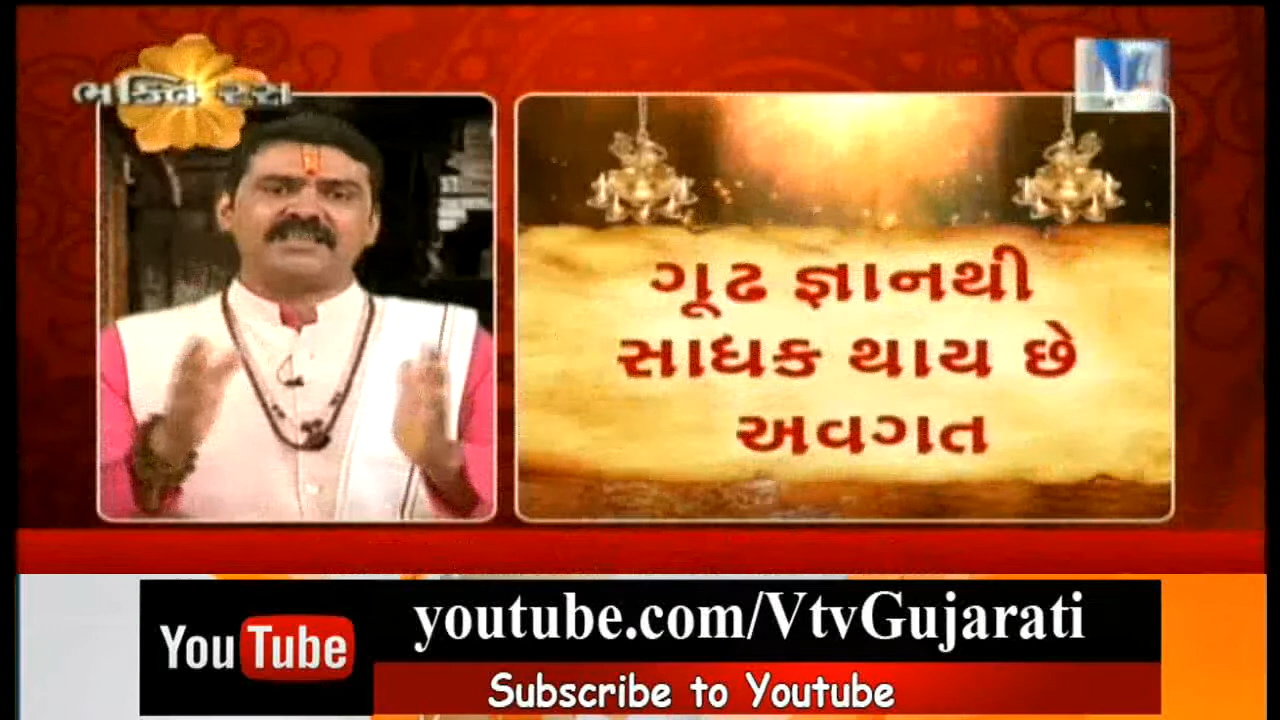 ભક્તિ રસ
ગૂઢ જ્ઞાનથી
સાધક થાય છે
અવગત
YouTube
youtube.com/VtvGujarati
Subscribe to Youtube